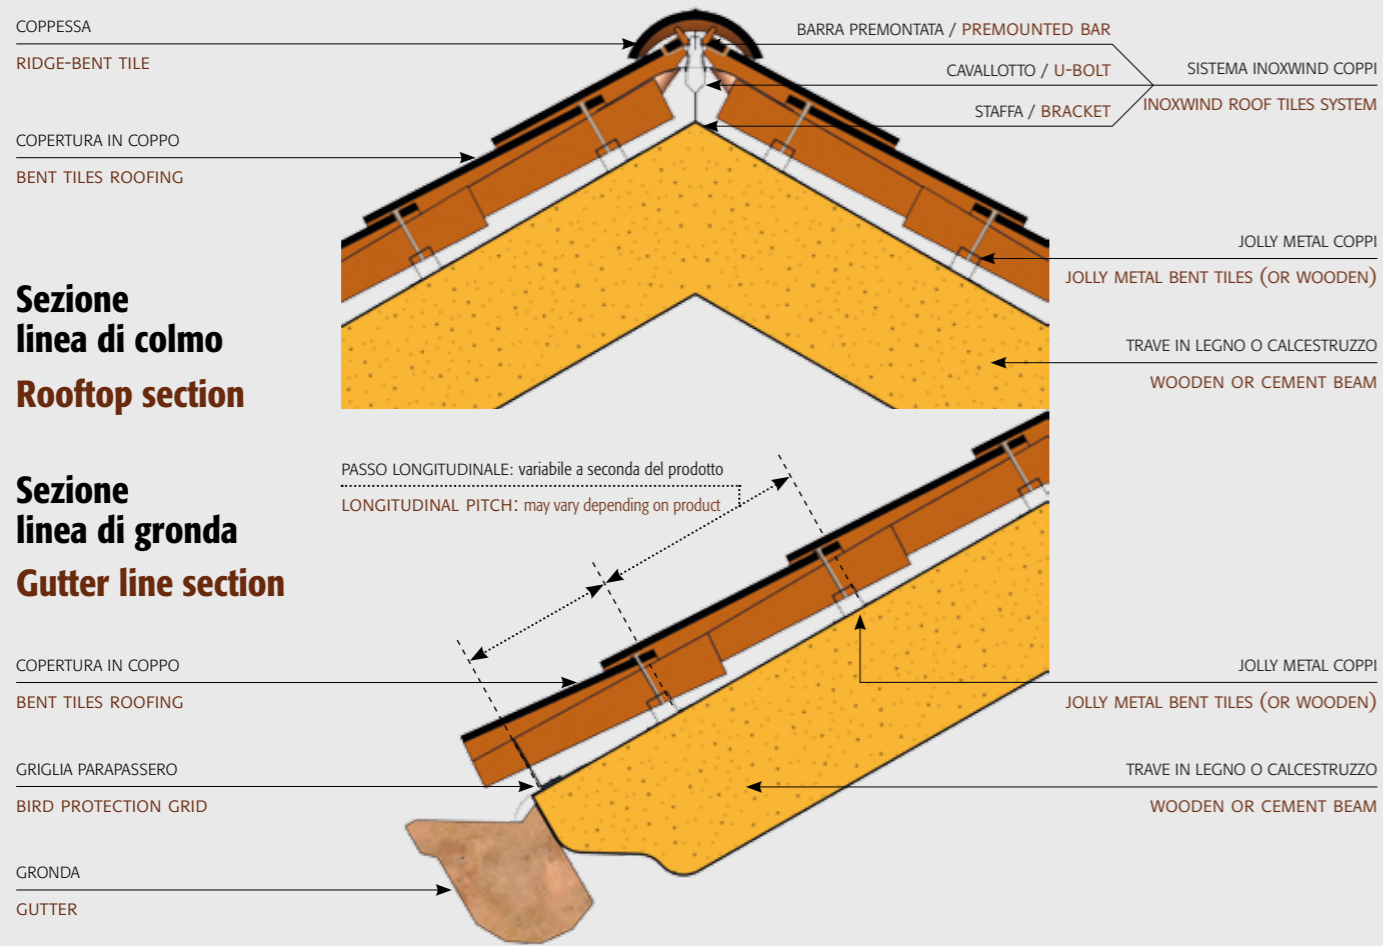 COPPESSA
RIDGE-BENT TILE
COPERTURA IN COPPO
BENT TILES ROOFING
BARRA PREMONTATA / PREMOUNTED BAR
CAVALLOTTO / U-BOLT
STAFFA / BRACKET
SISTEMA INOXWIND COPPI
INOXWIND ROOF TILES SYSTEM
JOLLY METAL COPPI
JOLLY METAL BENT TILES (OR WOODEN)
TRAVE IN LEGNO O CALCESTRUZZO
WOODEN OR CEMENT BEAM
Sezione
linea di colmo
Rooftop section
Sezione
linea di gronda
Gutter line section
PASSO LONGITUDINALE: variabile a seconda del prodotto
LONGITUDINAL PITCH: may vary depending on product
COPERTURA IN COPPO
BENT TILES ROOFING
GRIGLIA PARAPASSERO
BIRD PROTECTION GRID
GRONDA
GUTTER
JOLLY METAL COPPI
JOLLY METAL BENT TILES (OR WOODEN)
TRAVE IN LEGNO O CALCESTRUZZO
WOODEN OR CEMENT BEAM